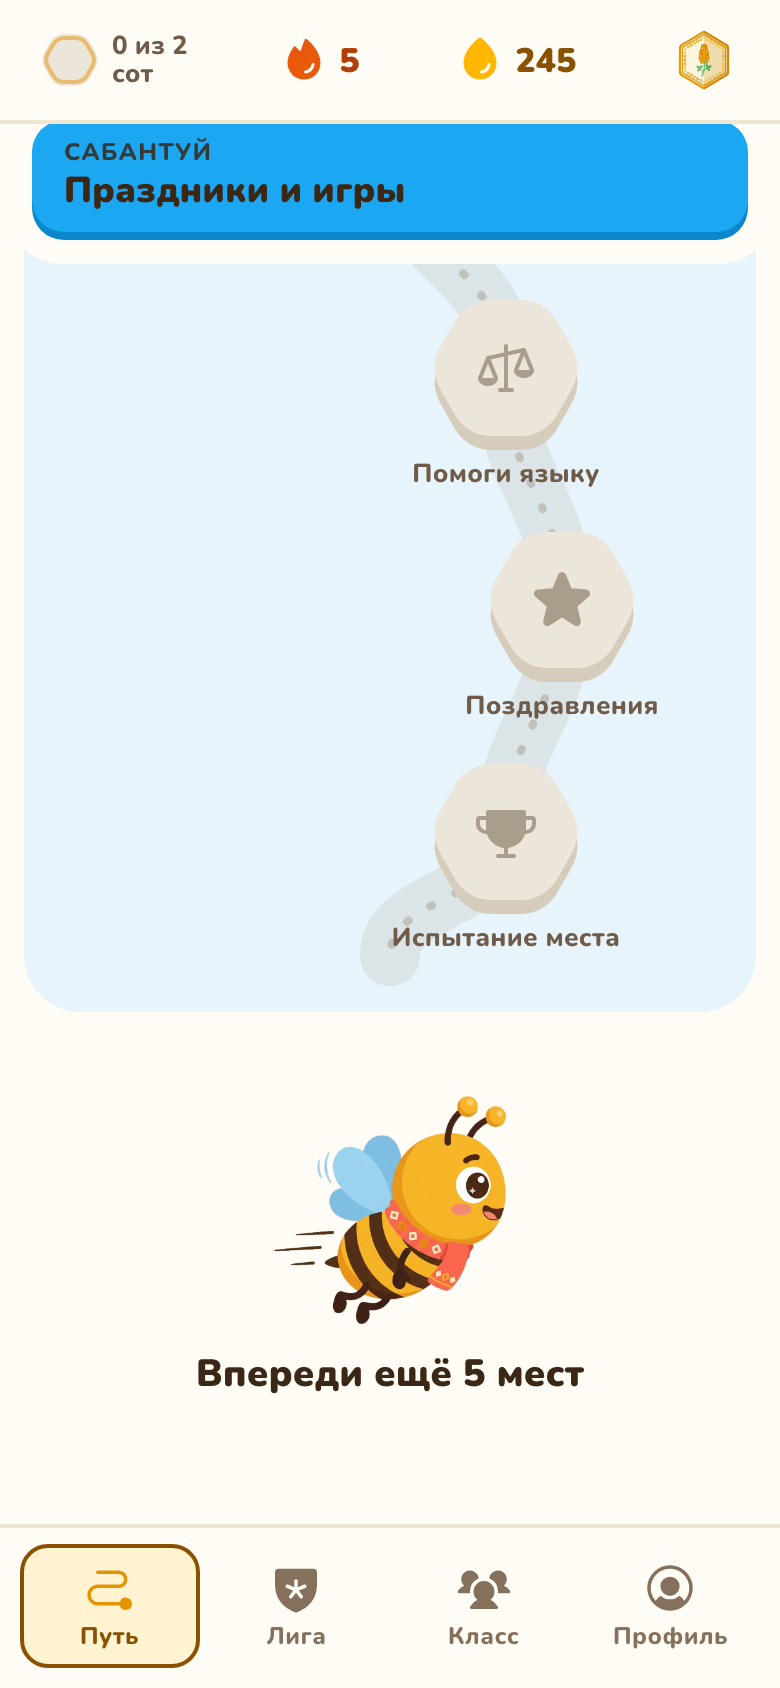 0 из 2
сот
5
245
САБАНТУЙ
Праздники и игры
Помоги языку
Поздравления
Испытание места
Впереди ещё 5 мест
Путь
Лига
Класс
Профиль